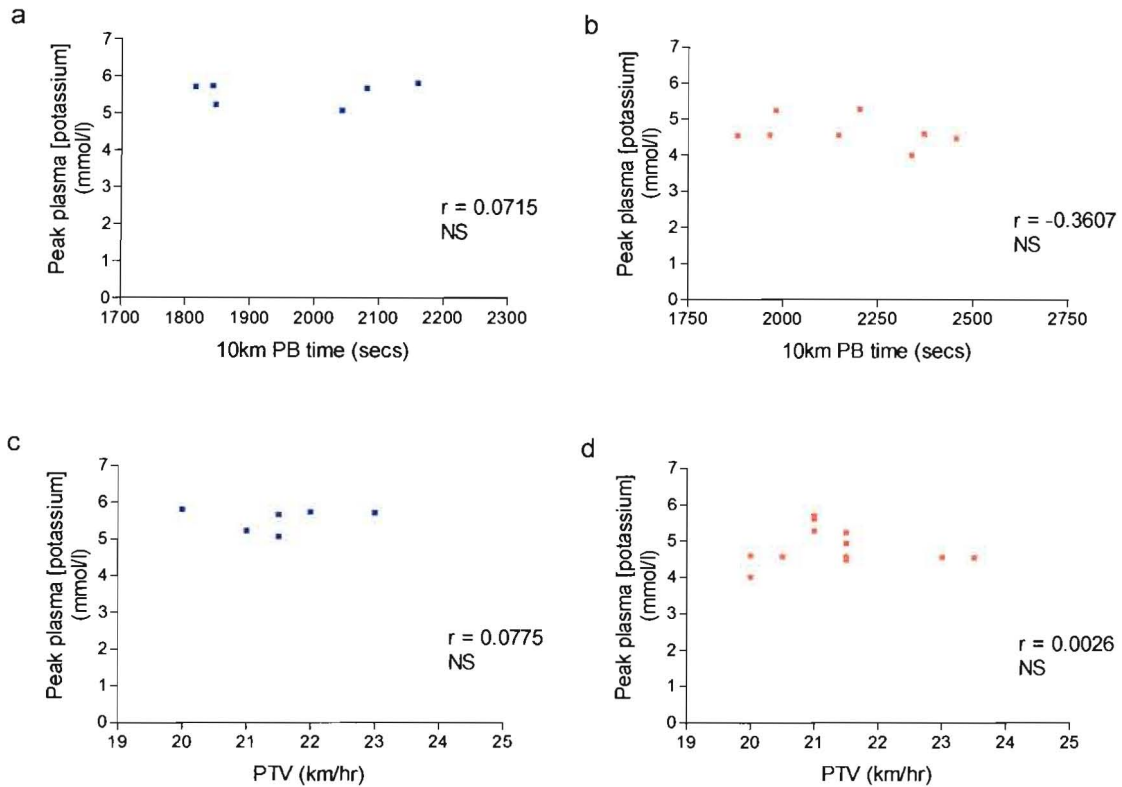 a
Peak plasma [potassium]
(mmol/l)
7
6
5
4
3
2
1
0
1700 1800 1900 2000 2100 2200 2300
10km PB time (secs)
r = 0.0715
NS
b
Peak plasma [potassium]
(mmol/l)
7
6
5
4
3
2
1
0
1750 2000 2250 2500 2750
10km PB time (secs)
r = -0.3607
NS
c
Peak plasma [potassium]
(mmol/l)
7
6
5
4
3
2
1
0
19 20 21 22 23 24 25
PTV (km/hr)
r = 0.0775
NS
d
Peak plasma [potassium]
(mmol/l)
7
6
5
4
3
2
1
0
19 20 21 22 23 24 25
PTV (km/hr)
r = 0.0026
NS